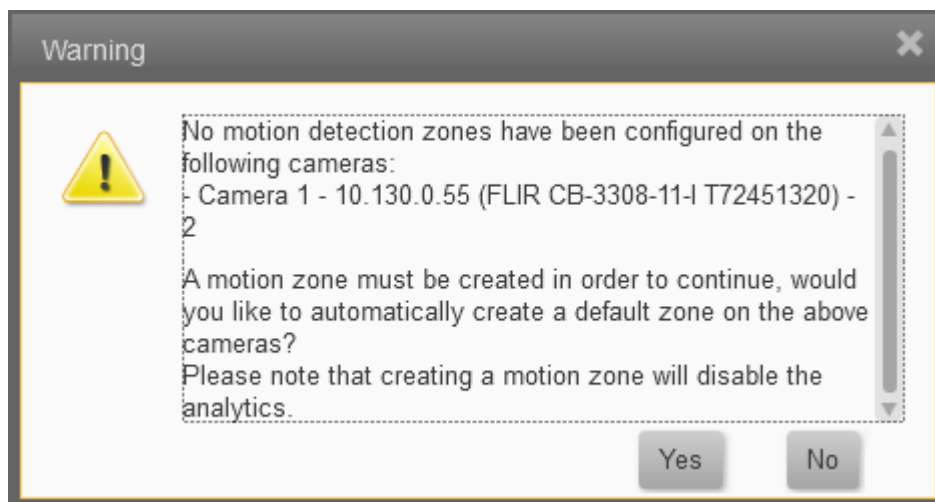 Warning
No motion detection zones have been configured on the
following cameras:
- Camera 1 - 10.130.0.55 (FLIR CB-3308-11-I T72451320) -
2
A motion zone must be created in order to continue, would
you like to automatically create a default zone on the above
cameras?
Please note that creating a motion zone will disable the
analytics.
Yes No